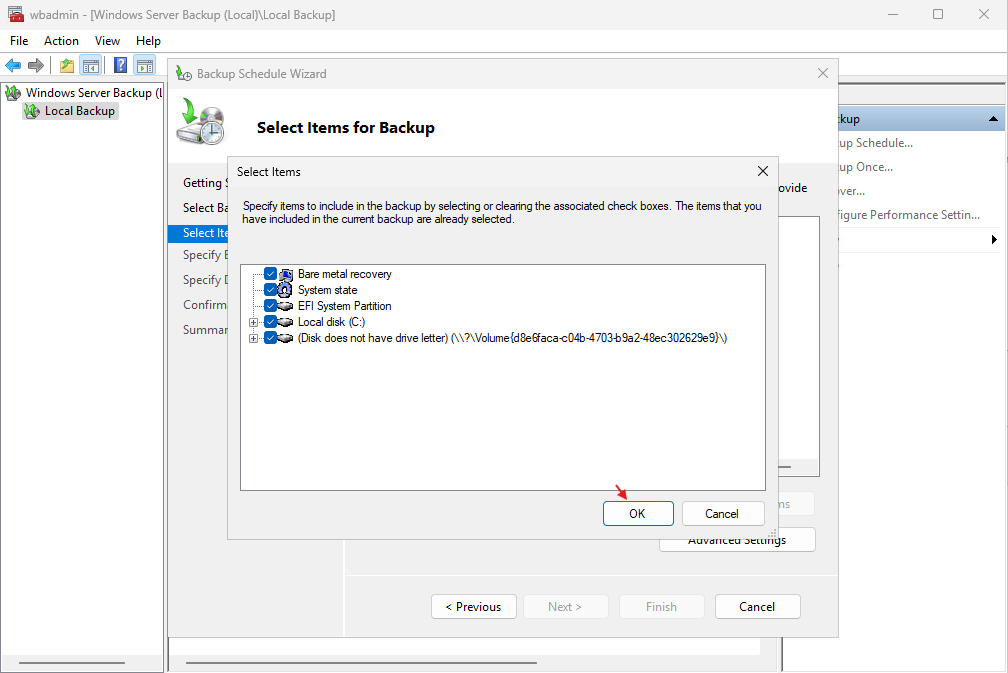 wbadmin - [Windows Server Backup (Local)\Local Backup]
File Action View Help
Windows Server Backup (L
Local Backup
Backup Schedule Wizard
Select Items for Backup
Getting S
Select Ba
Select Ite
Specify
Specify
Confirm
Summar
ovide
Select Items
Specify items to include in the backup by selecting or clearing the associated check boxes. The items that you
have included in the current backup are already selected.
Bare metal recovery
System state
EFI System Partition
Local disk (C:)
(Disk does not have drive letter) (\\?\Volume{d8e6faca-c04b-4703-b9a2-48ec302629e9}\)
OK Cancel
ms
Advanced Settings
< Previous Next > Finish Cancel
kup
up Schedule...
up Once...
ver...
figure Performance Settin...